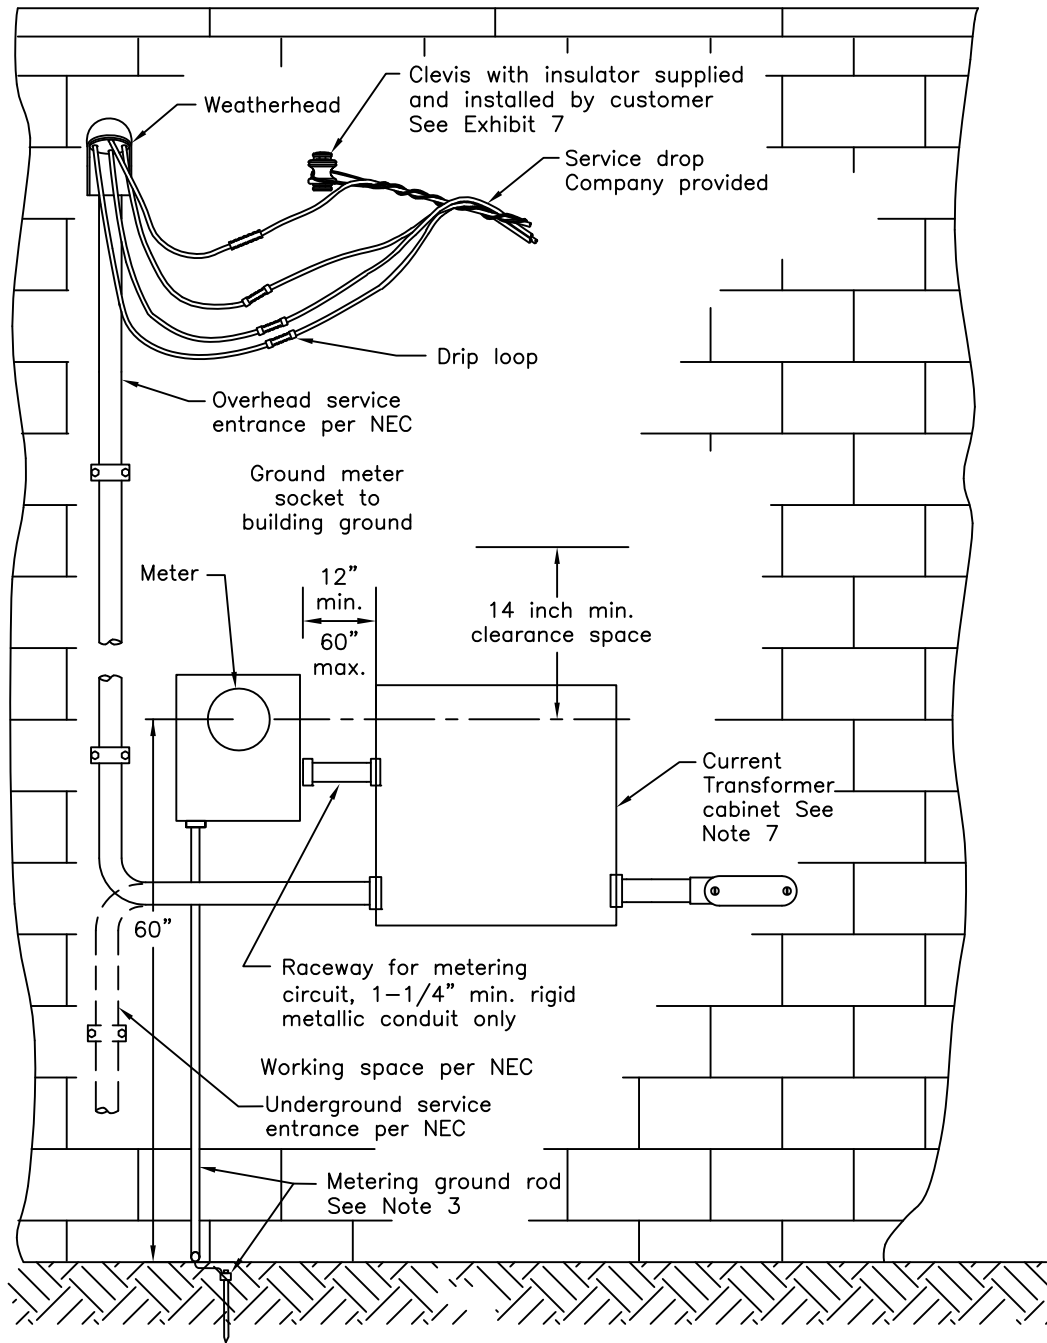 Weatherhead
Clevis with insulator supplied
and installed by customer
See Exhibit 7
Service drop
Company provided
Drip loop
Overhead service
entrance per NEC
Ground meter
socket to
building ground
Meter
12”
min.
60”
max.
14 inch min.
clearance space
Current
Transformer
cabinet See
Note 7
60”
Raceway for metering
circuit, 1-1/4” min. rigid
metallic conduit only
Working space per NEC
Underground service
entrance per NEC
Metering ground rod
See Note 3